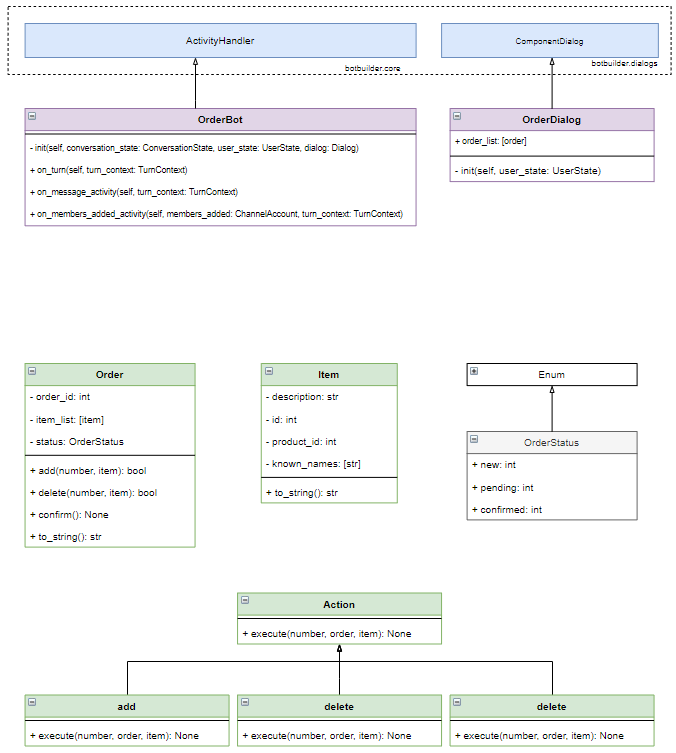 ActivityHandler
ComponentDialog
botbuilder.core
botbuilder.dialogs
OrderBot
- init(self, conversation_state: ConversationState, user_state: UserState, dialog: Dialog)
+ on_turn(self, turn_context: TurnContext)
+ on_message_activity(self, turn_context: TurnContext)
+ on_members_added_activity(self, members_added: ChannelAccount, turn_context: TurnContext)
OrderDialog
+ order_list: [order]
- init(self, user_state: UserState)
Order
- order_id: int
- item_list: [item]
- status: OrderStatus
+ add(number, item): bool
+ delete(number, item): bool
+ confirm(): None
+ to_string(): str
Item
- description: str
- id: int
- product_id: int
- known_names: [str]
+ to_string(): str
Enum
OrderStatus
+ new: int
+ pending: int
+ confirmed: int
Action
+ execute(number, order, item): None
add
+ execute(number, order, item): None
delete
+ execute(number, order, item): None
delete
+ execute(number, order, item): None